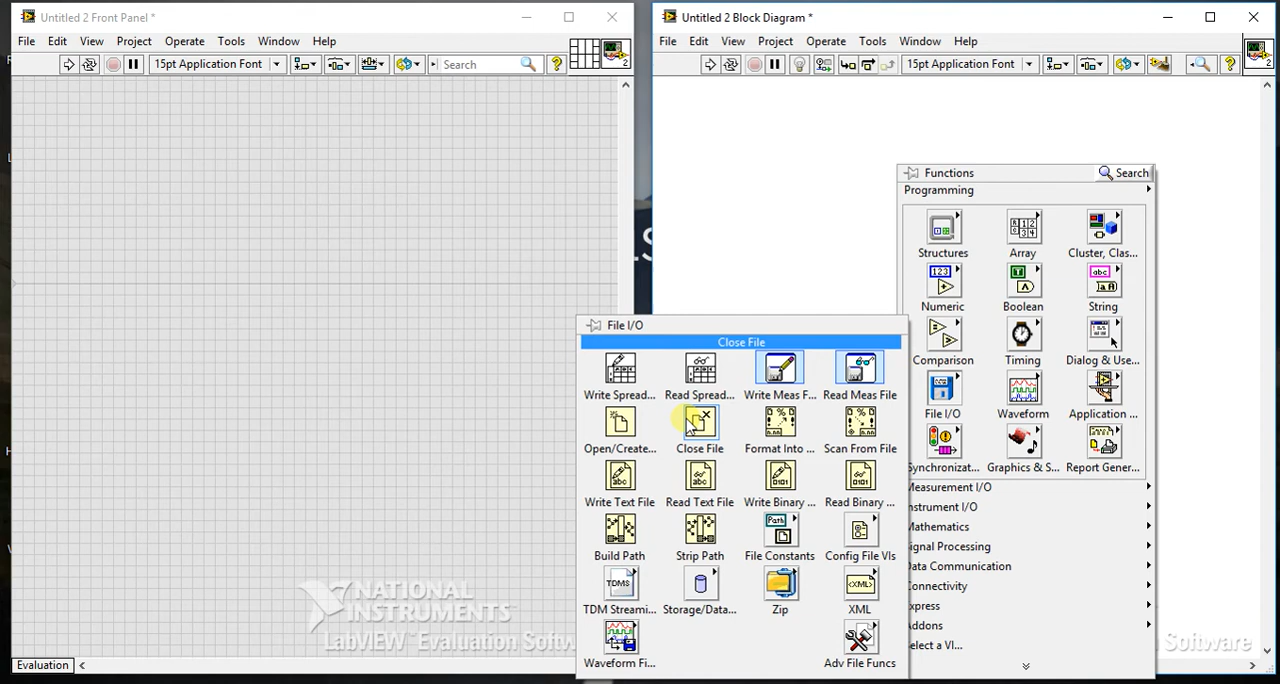 Untitled 2 Front Panel *
File Edit View Project Operate Tools Window Help
15pt Application Font
Search
?
2
NATIONAL
INSTRUMENTS
LabVIEW™ Evaluation Softw
Evaluation
Untitled 2 Block Diagram *
File Edit View Project Operate Tools Window Help
15pt Application Font
?
2
Functions Search
Programming
Structures Array Cluster, Clas...
Numeric Boolean String
Comparison Timing Dialog & Use...
File I/O Waveform Application ...
Synchronizat... Graphics & S... Report Gener...
Measurement I/O
nstrument I/O
Mathematics
ignal Processing
Data Communication
Connectivity
xpress
Addons
elect a VI...
Software
File I/O
Close File
Write Spread... Read Spread... Write Meas F... Read Meas File
Open/Create... Close File Format Into ... Scan From File
Write Text File Read Text File Write Binary ... Read Binary ...
Build Path Strip Path File Constants Config File VIs
TDM Streami... Storage/Data... Zip XML
Waveform Fi... Adv File Funcs